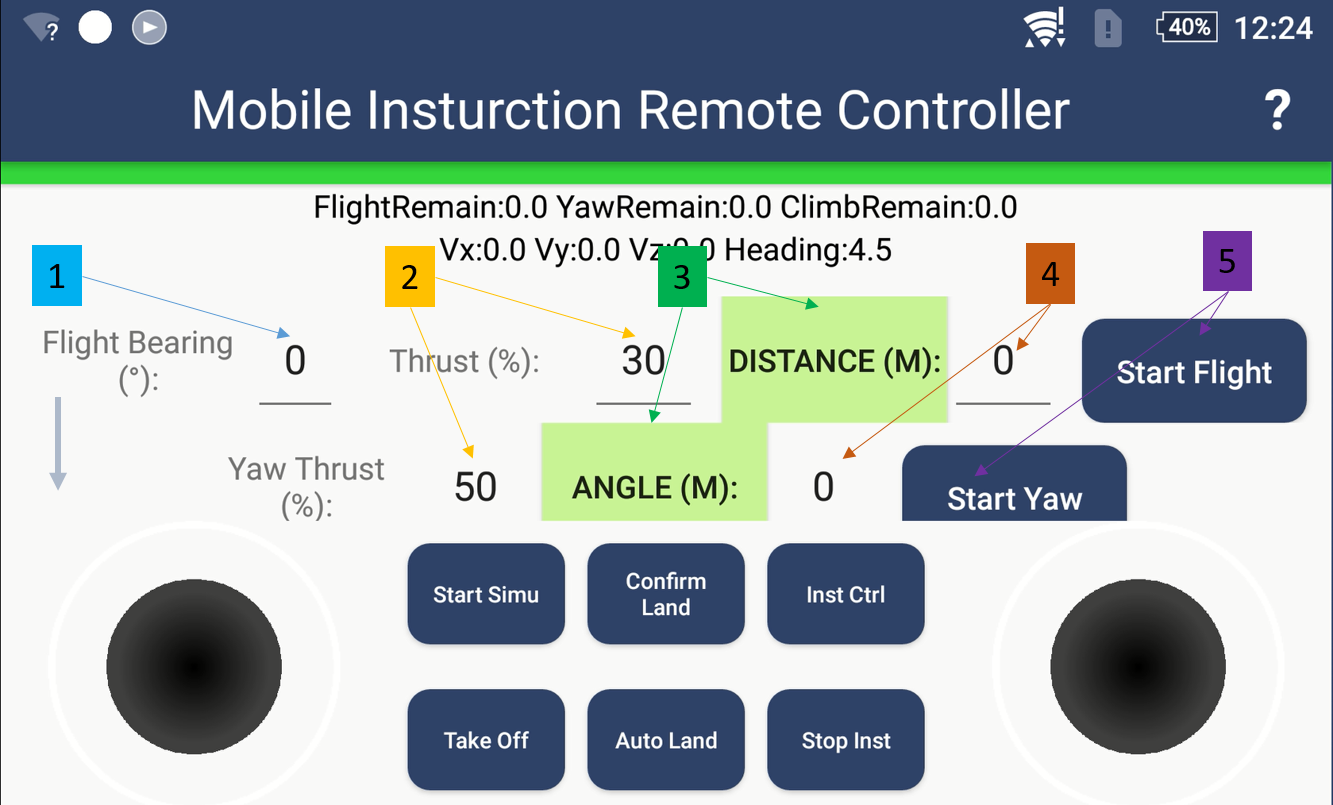 40% 12:24
Mobile Insturction Remote Controller ?
FlightRemain:0.0 YawRemain:0.0 ClimbRemain:0.0
Vx:0.0 Vy:0.0 Heading:4.5
1 2 3 4 5
Flight Bearing
(°):
0 Thrust (%): 30 DISTANCE (M): 0 Start Flight
Yaw Thrust
(%):
50 ANGLE (M): 0 Start Yaw
Start Simu
Confirm
Land
Inst Ctrl
Take Off Auto Land Stop Inst